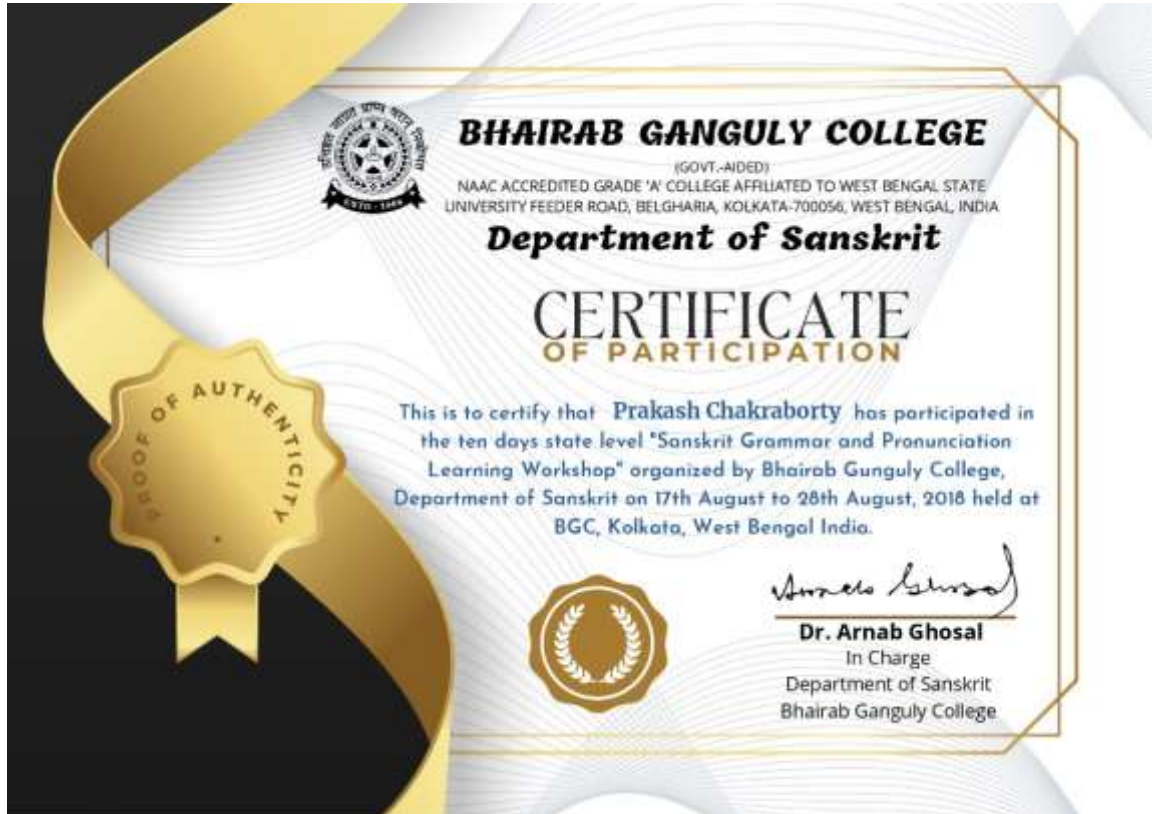 BHAIRAB GANGULY COLLEGE
(GOVT.-AIDED)
NAAC ACCREDITED GRADE 'A' COLLEGE AFFILIATED TO WEST BENGAL STATE
UNIVERSITY FEEDER ROAD, BELGHARIA, KOLKATA-700056, WEST BENGAL, INDIA
Department of Sanskrit
CERTIFICATE
OF PARTICIPATION
PROOF OF AUTHENTICITY
This is to certify that Prakash Chakraborty has participated in
the ten days state level "Sanskrit Grammar and Pronunciation
Learning Workshop" organized by Bhairab Gunguly College,
Department of Sanskrit on 17th August to 28th August, 2018 held at
BGC, Kolkata, West Bengal India.
Dr. Arnab Ghosal
In Charge
Department of Sanskrit
Bhairab Ganguly College